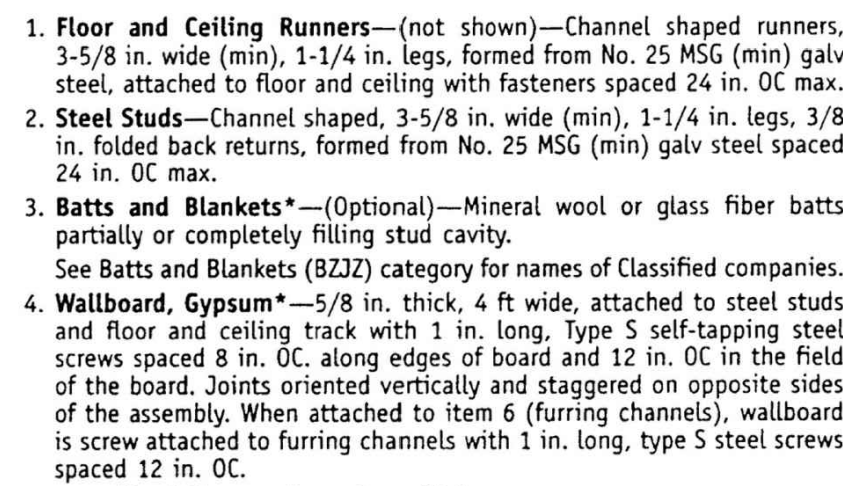 1. Floor and Ceiling Runners—(not shown)—Channel shaped runners,
3-5/8 in. wide (min), 1-1/4 in. legs, formed from No. 25 MSG (min) galv
steel, attached to floor and ceiling with fasteners spaced 24 in. OC max.
2. Steel Studs—Channel shaped, 3-5/8 in. wide (min), 1-1/4 in. legs, 3/8
in. folded back returns, formed from No. 25 MSG (min) galv steel spaced
24 in. OC max.
3. Batts and Blankets*—(Optional)—Mineral wool or glass fiber batts
partially or completely filling stud cavity.
See Batts and Blankets (BZJZ) category for names of Classified companies.
4. Wallboard, Gypsum*—5/8 in. thick, 4 ft wide, attached to steel studs
and floor and ceiling track with 1 in. long, Type S self-tapping steel
screws spaced 8 in. OC. along edges of board and 12 in. OC in the field
of the board. Joints oriented vertically and staggered on opposite sides
of the assembly. When attached to item 6 (furring channels), wallboard
is screw attached to furring channels with 1 in. long, type S steel screws
spaced 12 in. OC.